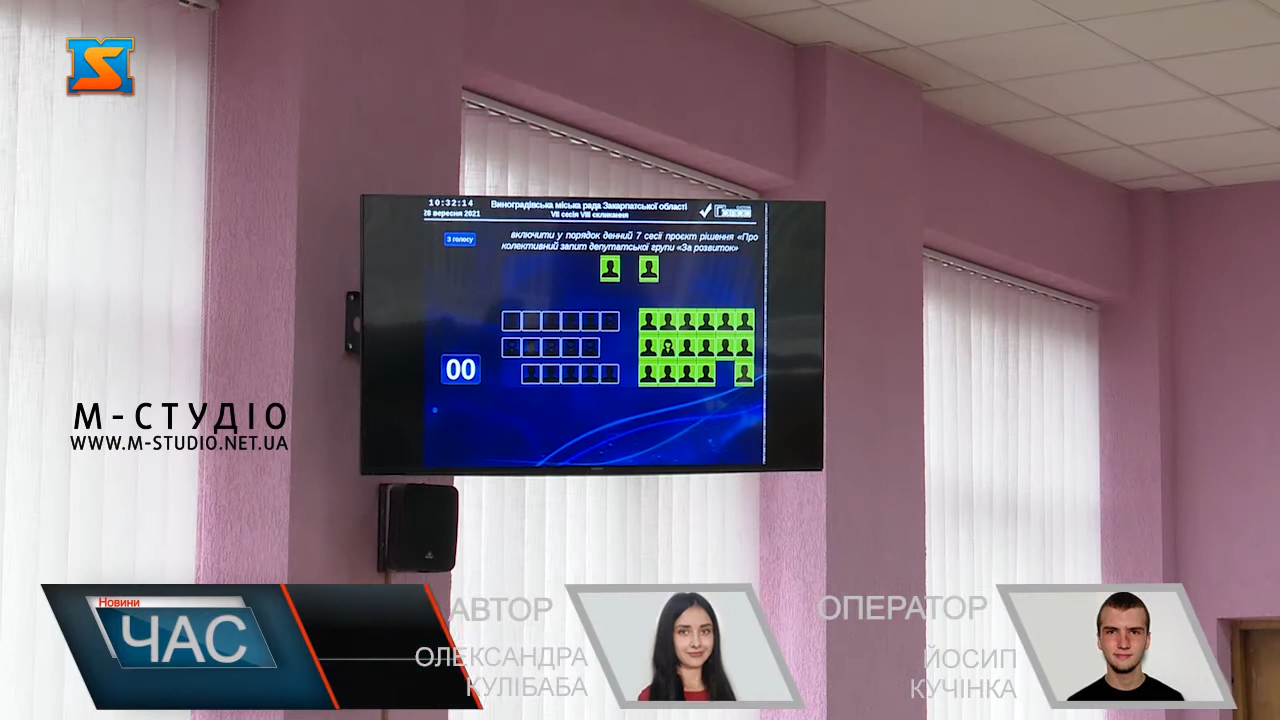 10:32:14
28 вересня 2021
Виноградівська міська рада Закарпатської області
VII сесія VIII скликання
З голосу
включити у порядок денний 7 сесії проєкт рішення «Про
колективний запит депутатської групи «За розвиток»
00
М-СТУДІО
WWW.M-STUDIO.NET.UA
Новини
ЧАС
АВТОР
ОЛЕКСАНДРА
КУЛІБАБА
ОПЕРАТОР
ЙОСИП
КУЧІНКА